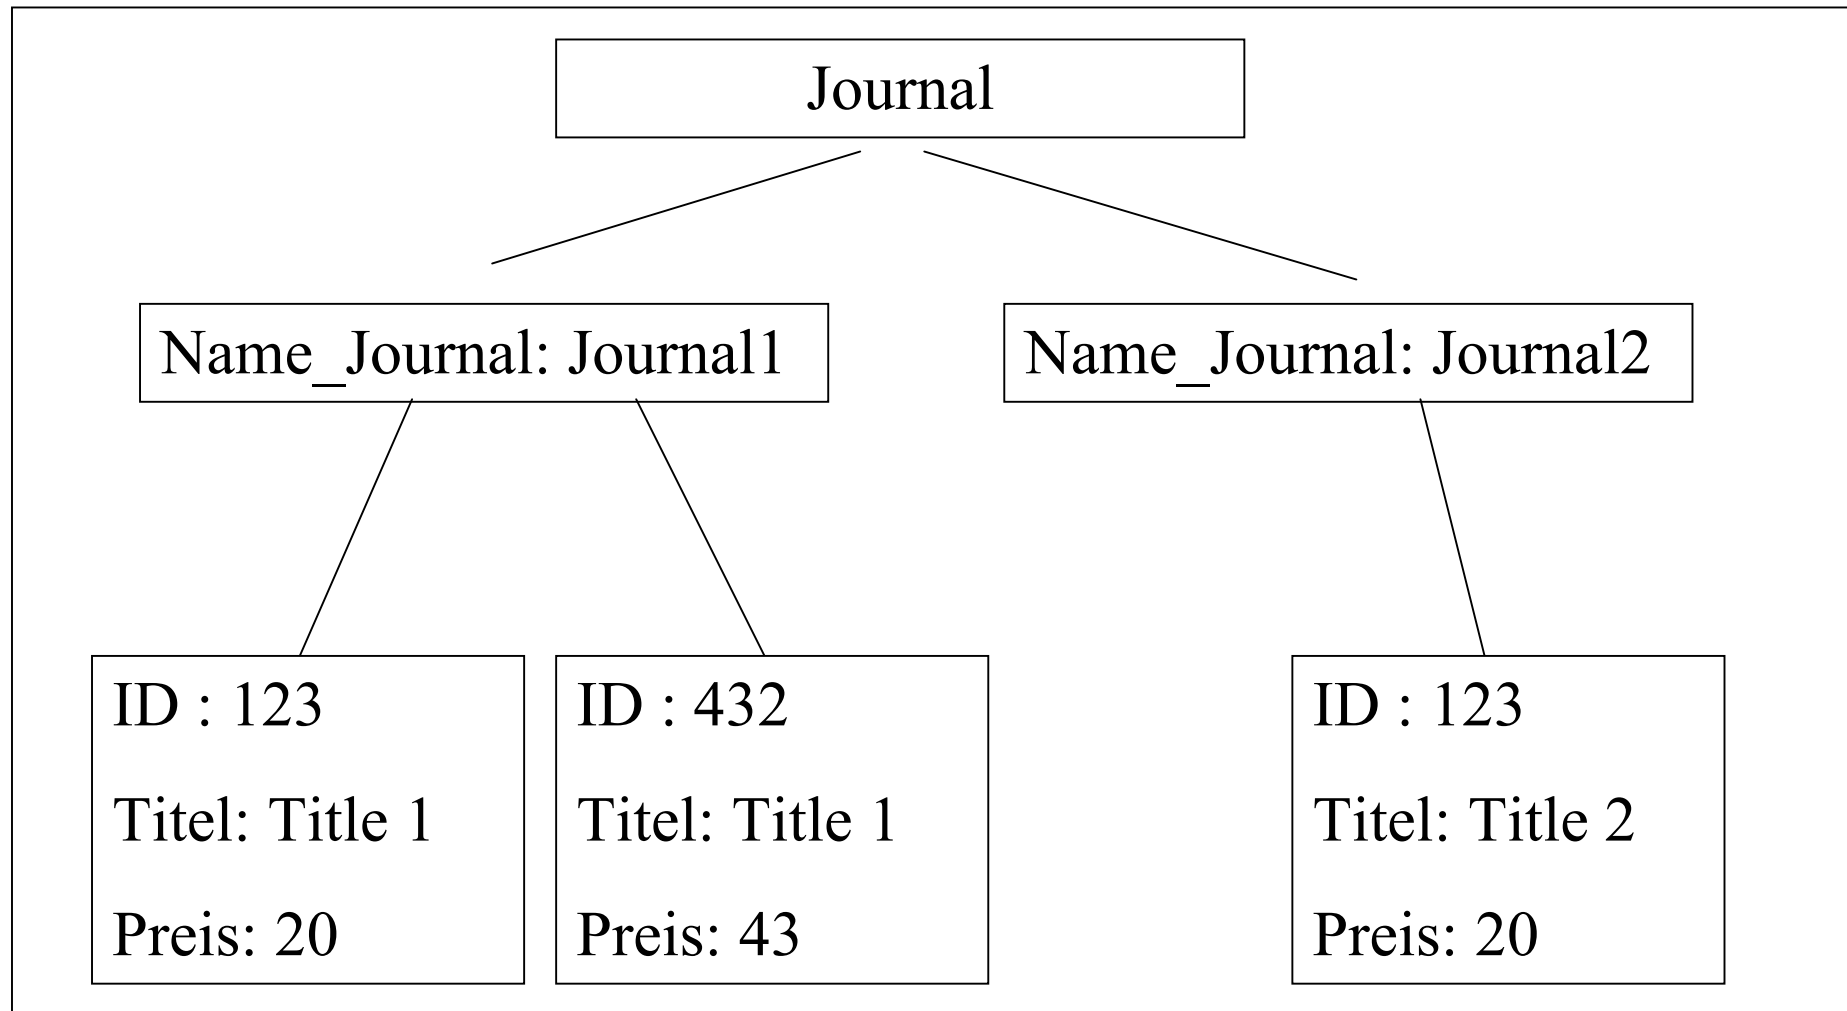 Journal
Name_Journal: Journal1
Name_Journal: Journal2
ID : 123
Titel: Title 1
Preis: 20
ID : 432
Titel: Title 1
Preis: 43
ID : 123
Titel: Title 2
Preis: 20